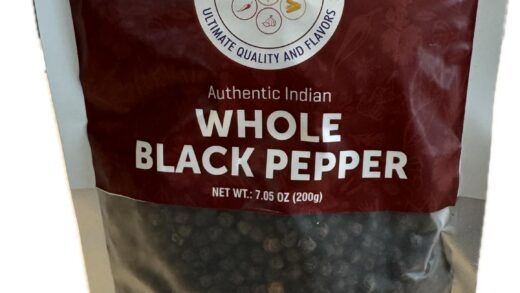 ULTIMATE QUALITY AND FLAVORS
Authentic Indian
WHOLE
BLACK PEPPER
NET WT.: 7.05 OZ (200g)